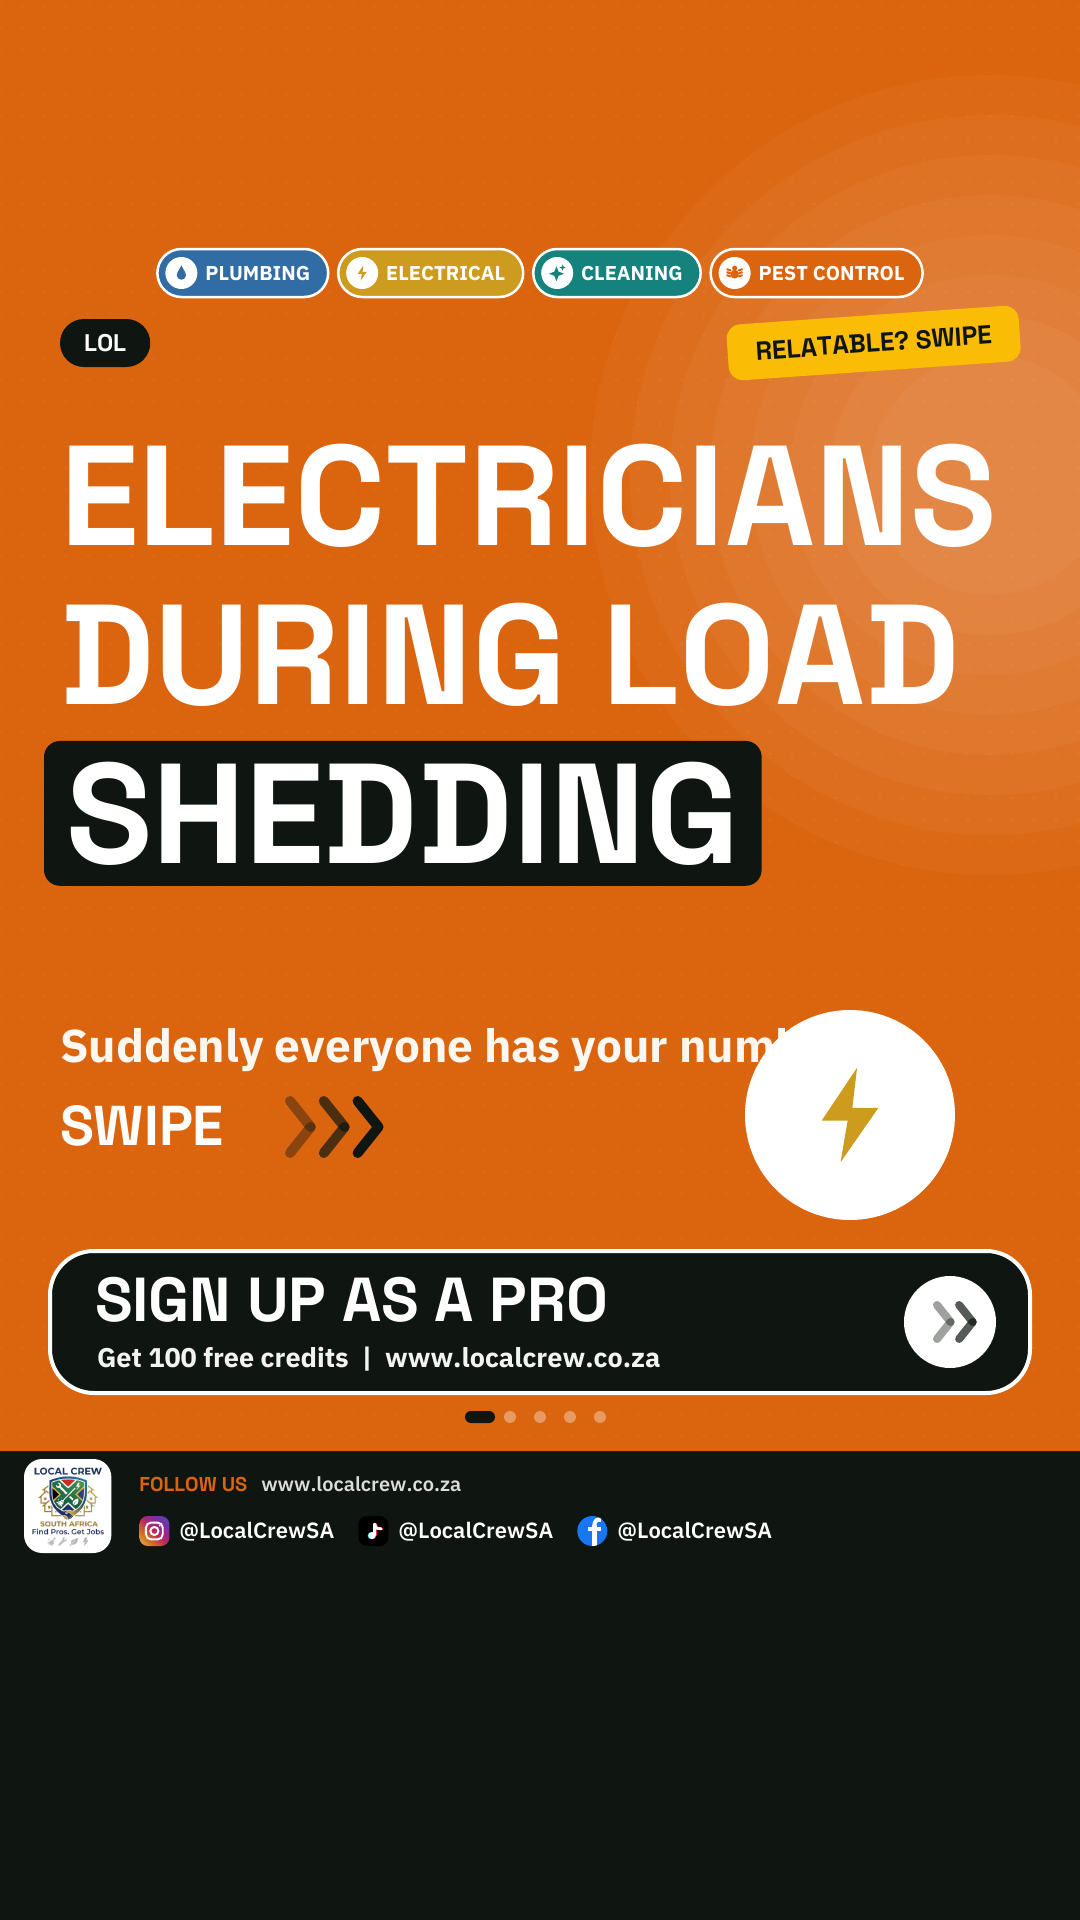 PLUMBING
ELECTRICAL
CLEANING
PEST CONTROL
LOL
RELATABLE? SWIPE
ELECTRICIANS
DURING LOAD
SHEDDING
Suddenly everyone has your
SWIPE
SIGN UP AS A PRO
Get 100 free credits | www.localcrew.co.za
LOCAL CREW
SOUTH AFRICA
Find Pros. Get Jobs
FOLLOW US www.localcrew.co.za
@LocalCrewSA @LocalCrewSA @LocalCrewSA